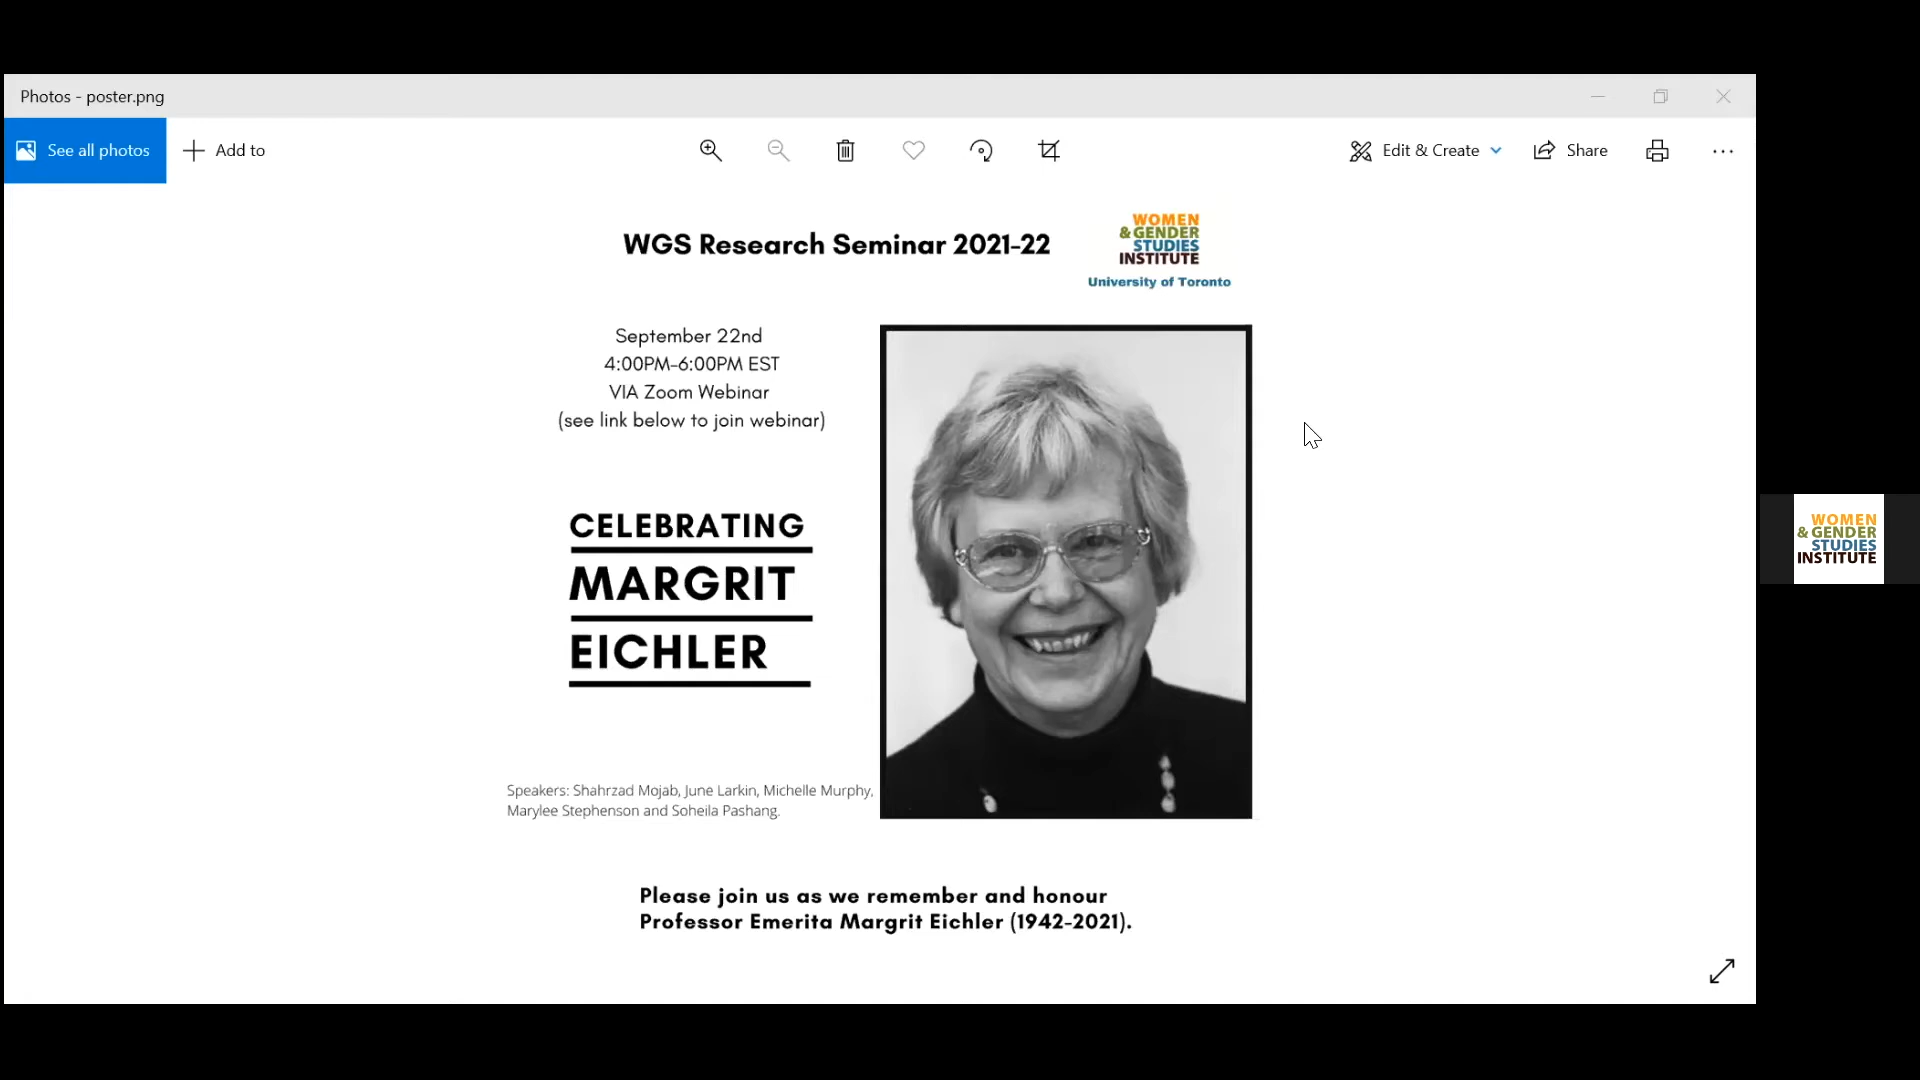 Photos - poster.png
See all photos
Add to
Edit & Create
Share
WGS Research Seminar 2021-22
WOMEN
& GENDER
STUDIES
INSTITUTE
University of Toronto
September 22nd
4:00PM-6:00PM EST
VIA Zoom Webinar
(see link below to join webinar)
CELEBRATING
MARGRIT
EICHLER
Speakers: Shahrzad Mojab, June Larkin, Michelle Murphy,
Marylee Stephenson and Soheila Pashang.
Please join us as we remember and honour
Professor Emerita Margrit Eichler (1942-2021).
WOMEN
& GENDER
STUDIES
INSTITUTE